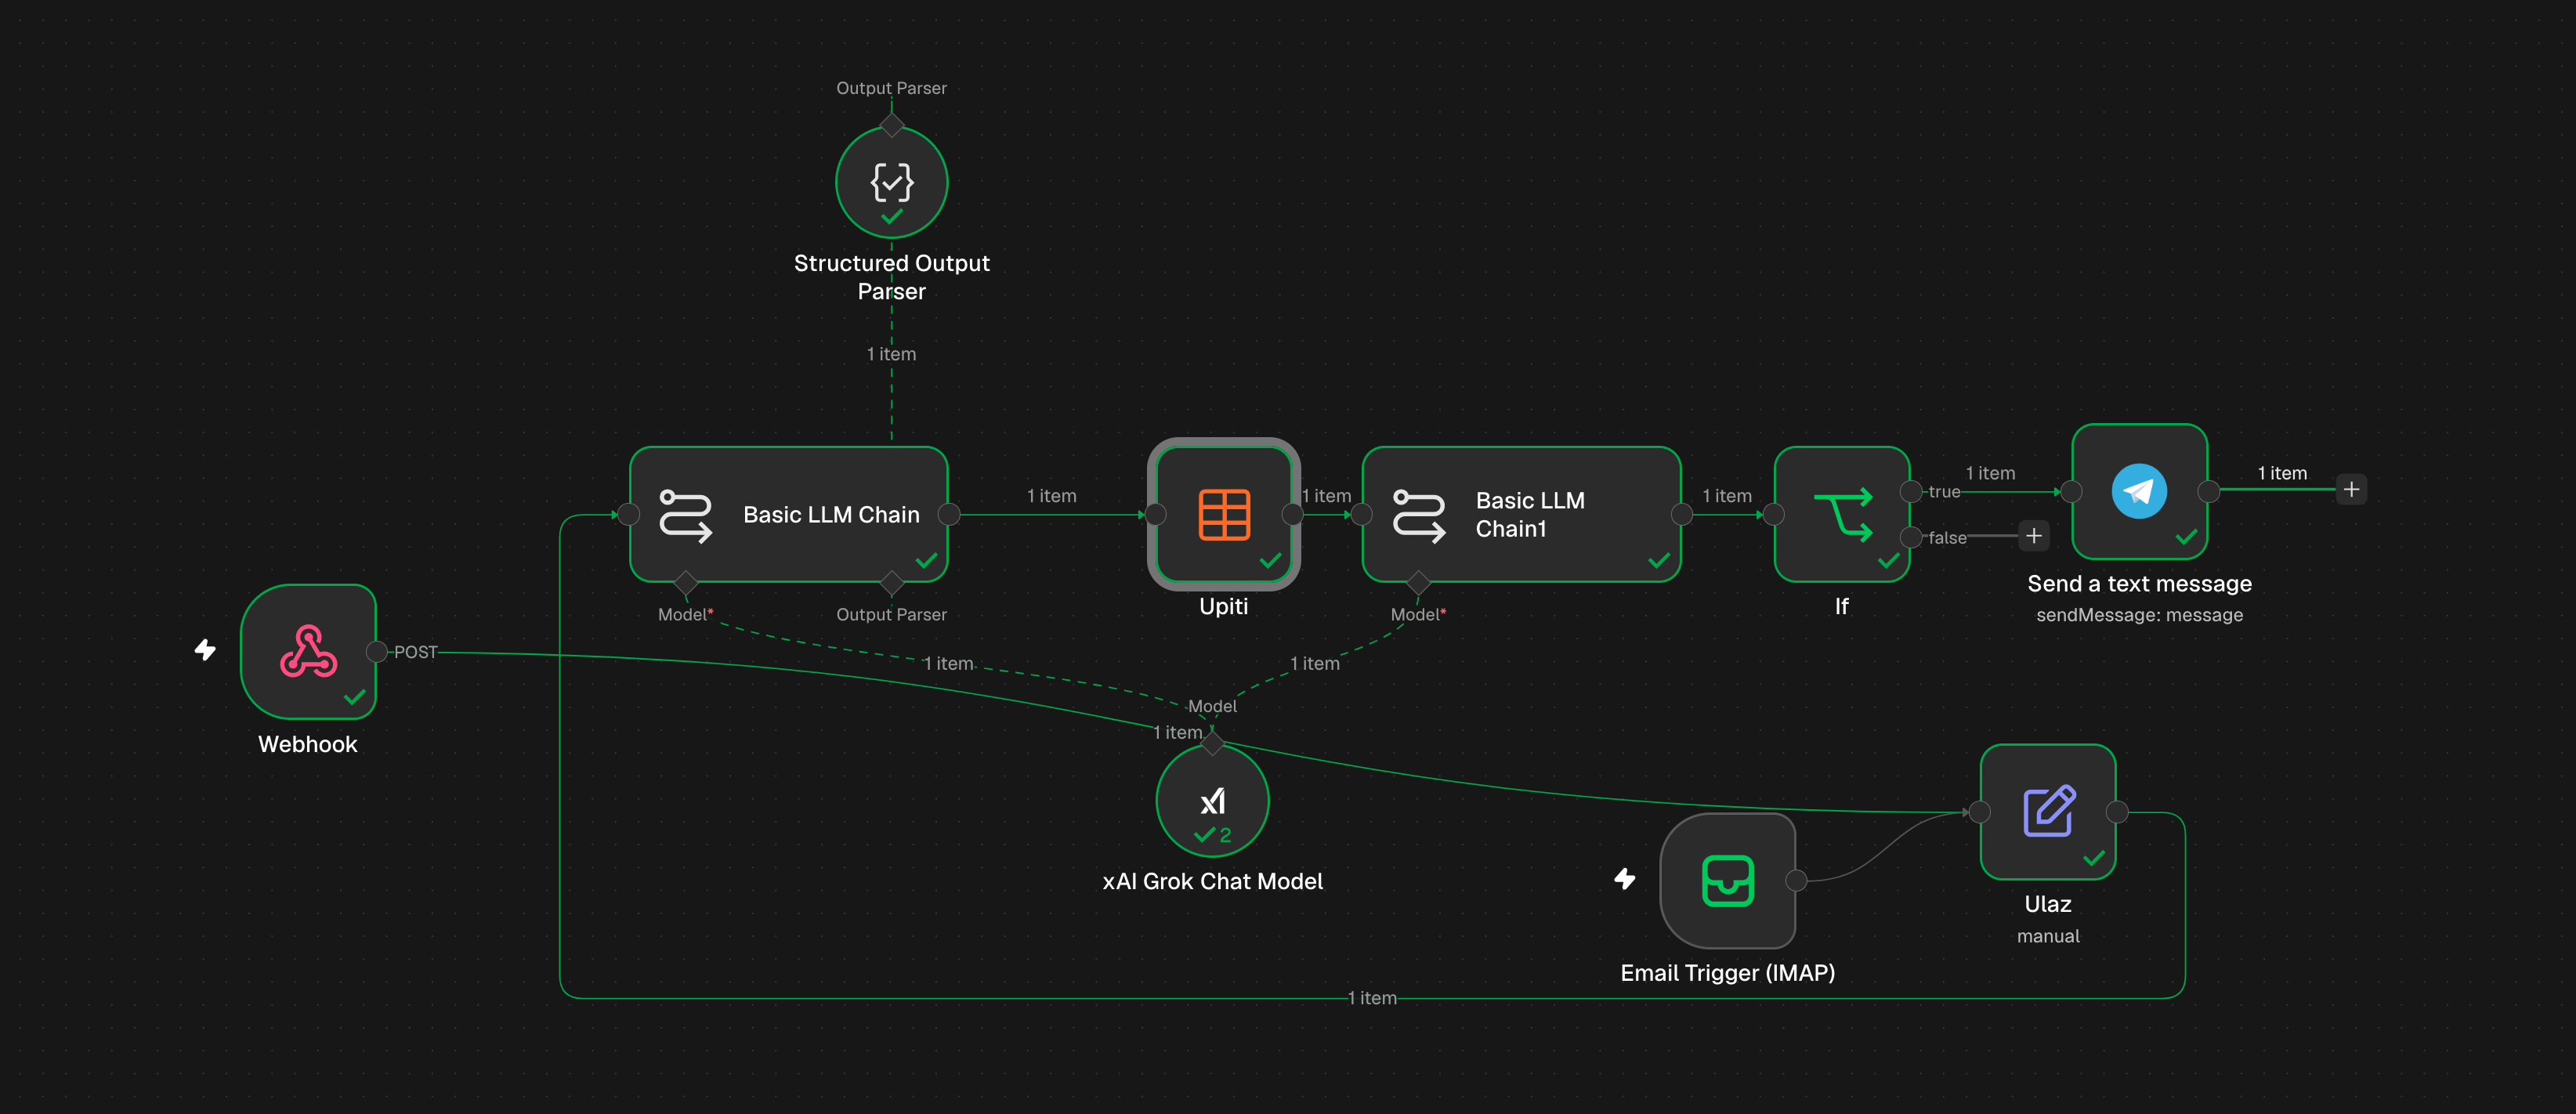 Output Parser
Structured Output
Parser
1 item
Basic LLM Chain
Model*
Output Parser
1 item
Upiti
1 item
Basic LLM
Chain1
Model*
1 item
If
true
false
1 item
Send a text message
sendMessage: message
1 item
POST
Webhook
1 item
1 item
Model
1 item
xAI
2
xAI Grok Chat Model
Email Trigger (IMAP)
Ulaz
manual
1 item